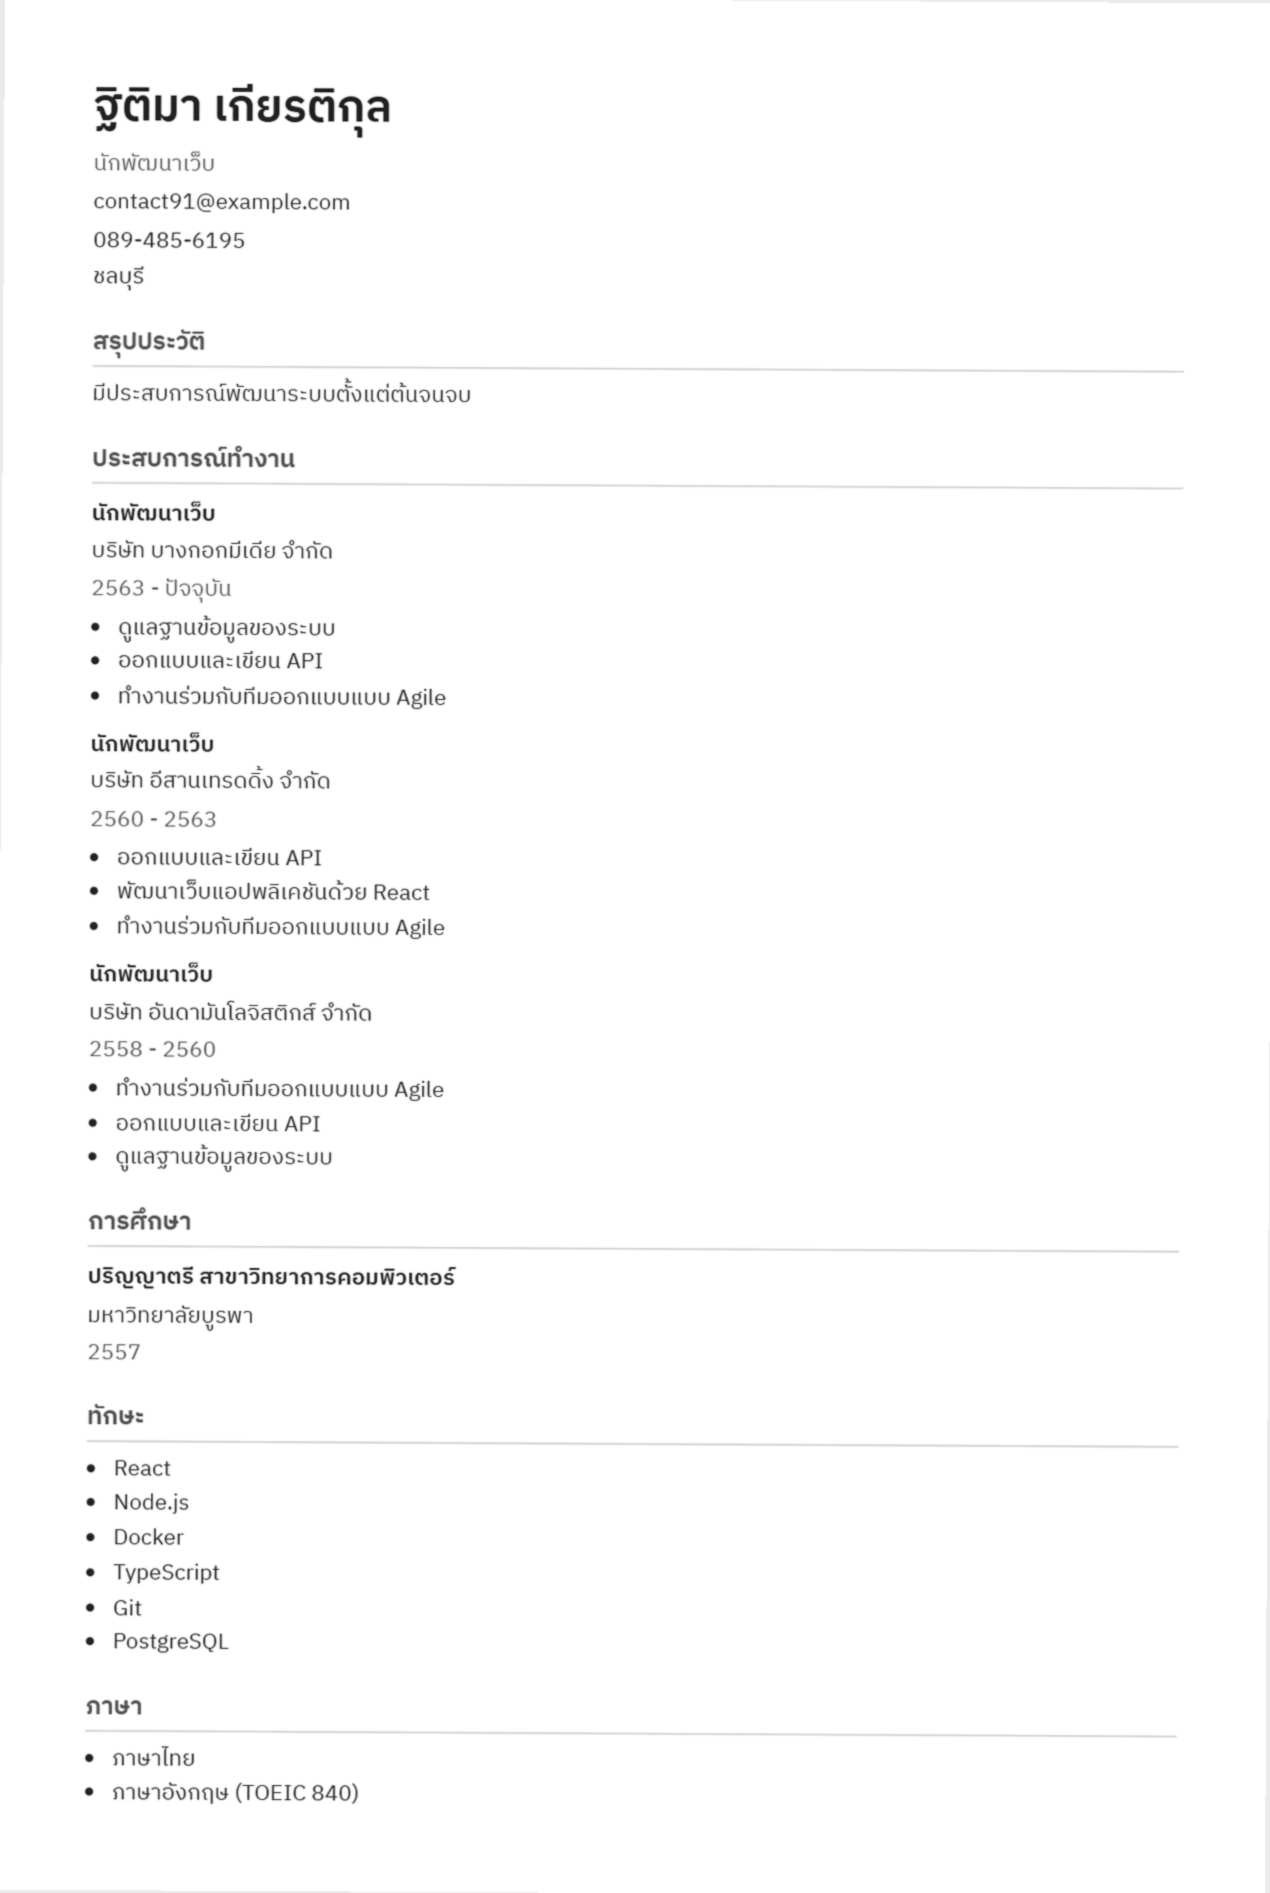 ฐิติมา เกียรติกุล
นักพัฒนาเว็บ
contact91@example.com
089-485-6195
ชลบุรี
สรุปประวัติ
มีประสบการณ์พัฒนาระบบตั้งแต่ต้นจนจบ
ประสบการณ์ทำงาน
นักพัฒนาเว็บ
บริษัท บางกอกมีเดีย จำกัด
2563 - ปัจจุบัน
• ดูแลฐานข้อมูลของระบบ
• ออกแบบและเขียน API
• ทำงานร่วมกับทีมออกแบบแบบ Agile
นักพัฒนาเว็บ
บริษัท อีสานเทรดดิ้ง จำกัด
2560 - 2563
• ออกแบบและเขียน API
• พัฒนาเว็บแอปพลิเคชันด้วย React
• ทำงานร่วมกับทีมออกแบบแบบ Agile
นักพัฒนาเว็บ
บริษัท อันดามันโลจิสติกส์ จำกัด
2558 - 2560
• ทำงานร่วมกับทีมออกแบบแบบ Agile
• ออกแบบและเขียน API
• ดูแลฐานข้อมูลของระบบ
การศึกษา
ปริญญาตรี สาขาวิทยาการคอมพิวเตอร์
มหาวิทยาลัยบูรพา
2557
ทักษะ
• React
• Node.js
• Docker
• TypeScript
• Git
• PostgreSQL
ภาษา
• ภาษาไทย
• ภาษาอังกฤษ (TOEIC 840)